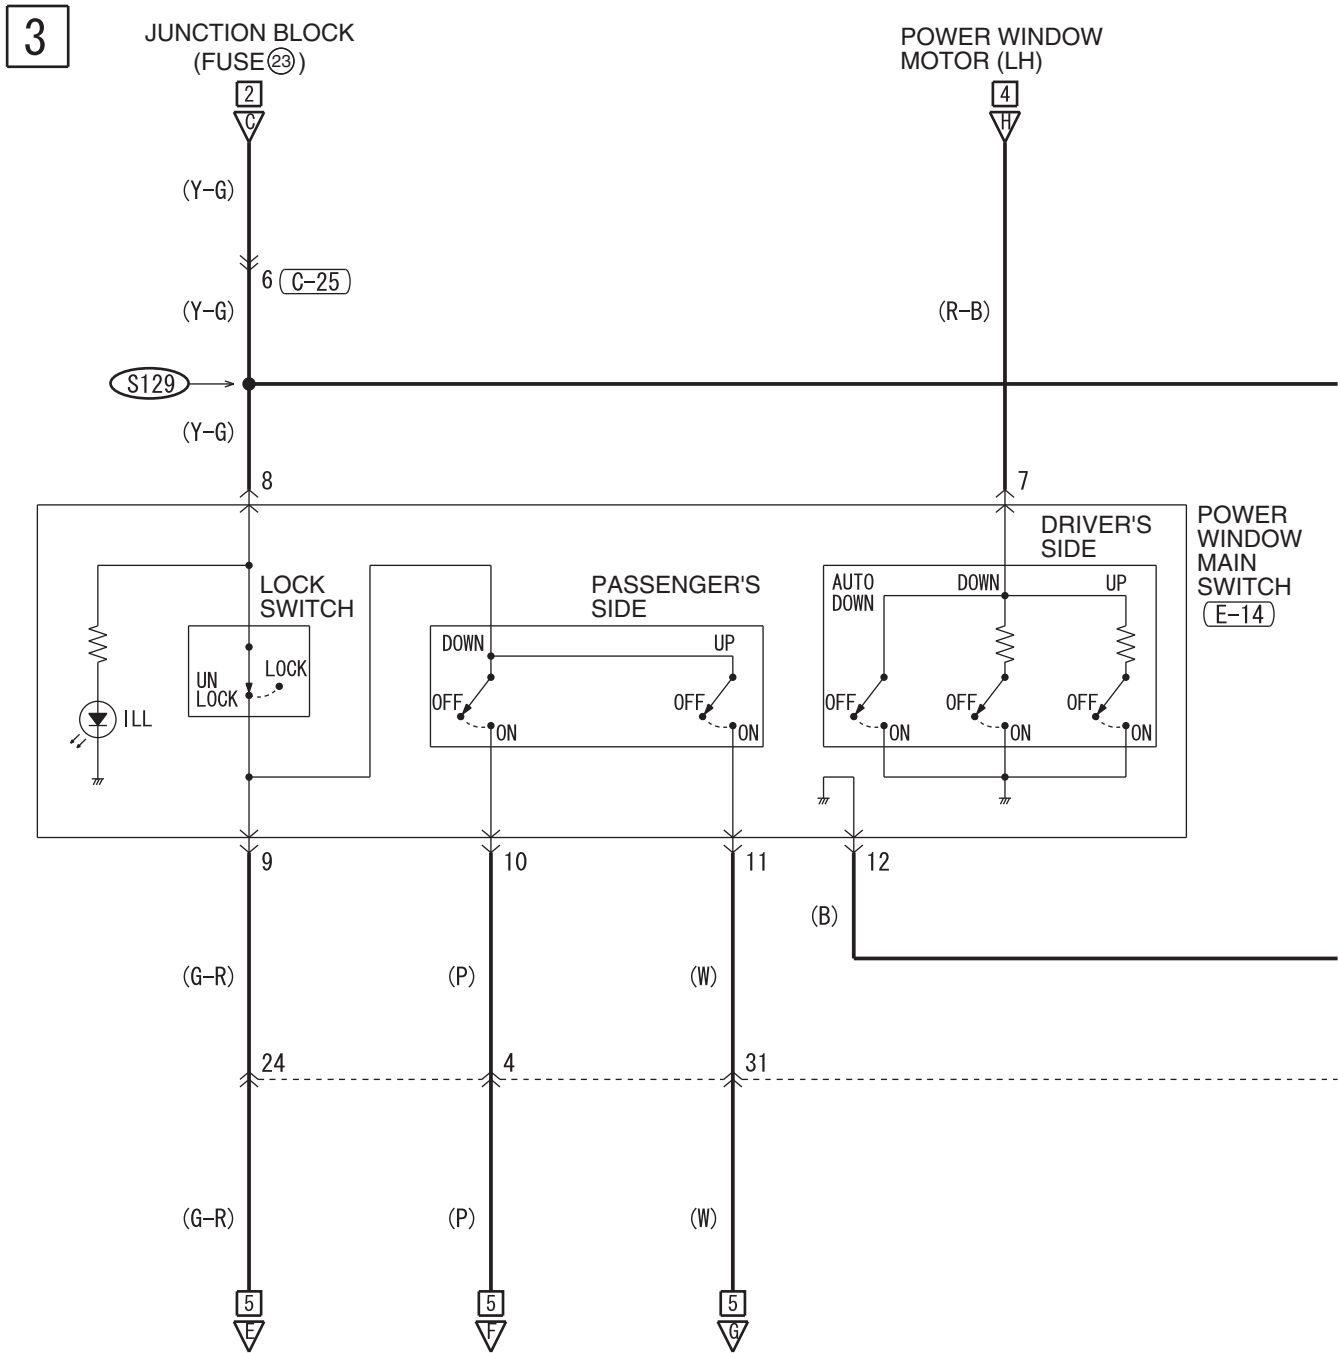 3
JUNCTION BLOCK
(FUSE㉓)
POWER WINDOW
MOTOR (LH)
2
C
4
H
(Y-G)
6 C-25
(Y-G)
(R-B)
S129
(Y-G)
8
7
DRIVER'S
SIDE
POWER
WINDOW
MAIN
SWITCH
E-14
LOCK
SWITCH
PASSENGER'S
SIDE
AUTO
DOWN
DOWN
UP
DOWN
UP
UN
LOCK
LOCK
ILL
OFF
ON
OFF
ON
OFF
ON
OFF
ON
OFF
ON
9
10
11
12
(B)
(G-R)
(P)
(W)
24
4
31
(G-R)
(P)
(W)
5
E
5
F
5
G